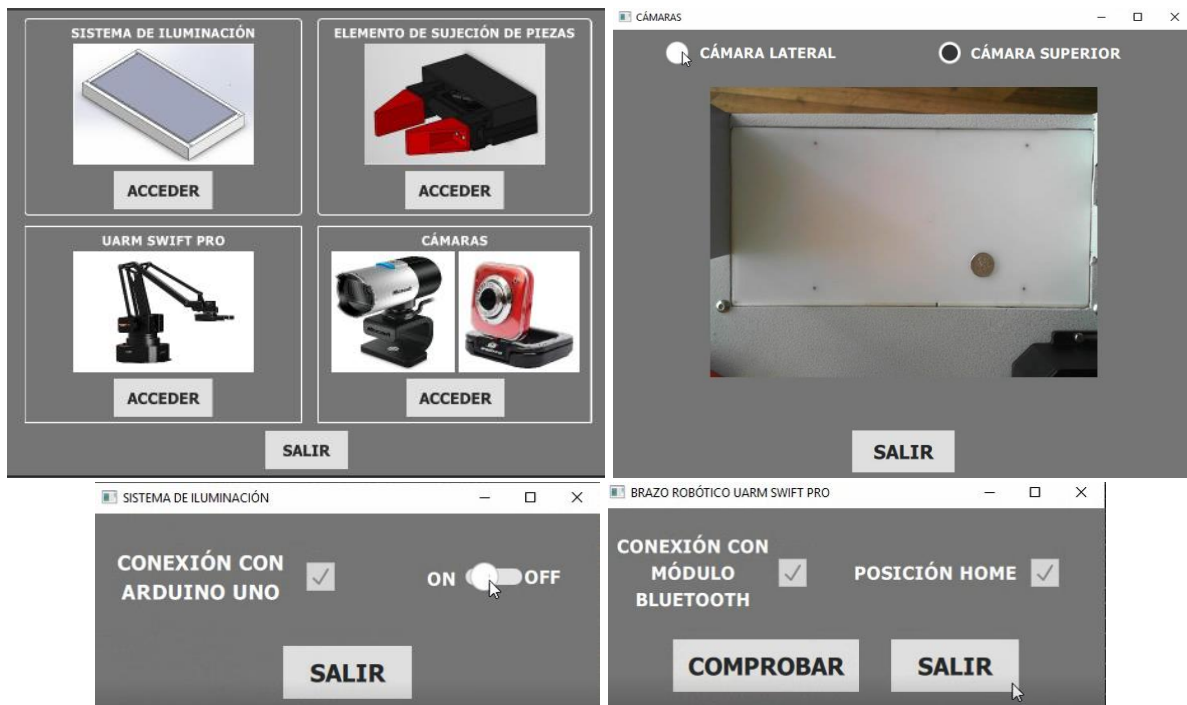 SISTEMA DE ILUMINACIÓN
ACCEDER
ELEMENTO DE SUJECIÓN DE PIEZAS
ACCEDER
UARM SWIFT PRO
ACCEDER
CÁMARAS
Microsoft
ACCEDER
SALIR
CÁMARAS
CÁMARA LATERAL
CÁMARA SUPERIOR
SALIR
SISTEMA DE ILUMINACIÓN
CONEXIÓN CON
ARDUINO UNO
ON
OFF
SALIR
BRAZO ROBÓTICO UARM SWIFT PRO
CONEXIÓN CON
MÓDULO
BLUETOOTH
POSICIÓN HOME
COMPROBAR
SALIR